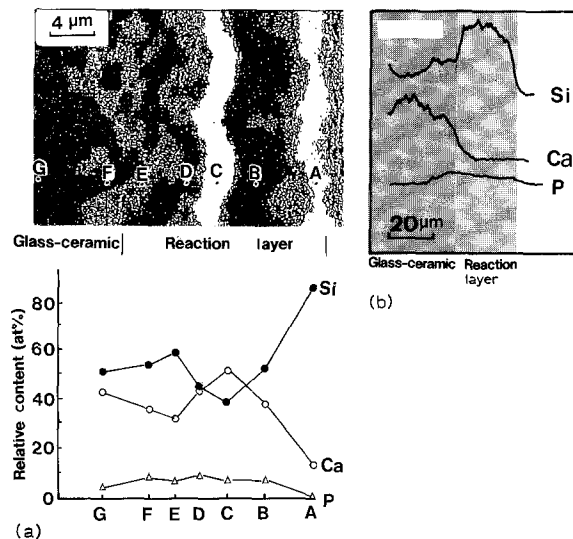 4 μm
G F E D C B A
Glass-ceramic Reaction layer
Relative content (at%)
80
60
40
20
0
Si
Ca
P
G F E D C B A
(a)
Si
Ca
P
20μm
Glass-ceramic Reaction
layer
(b)